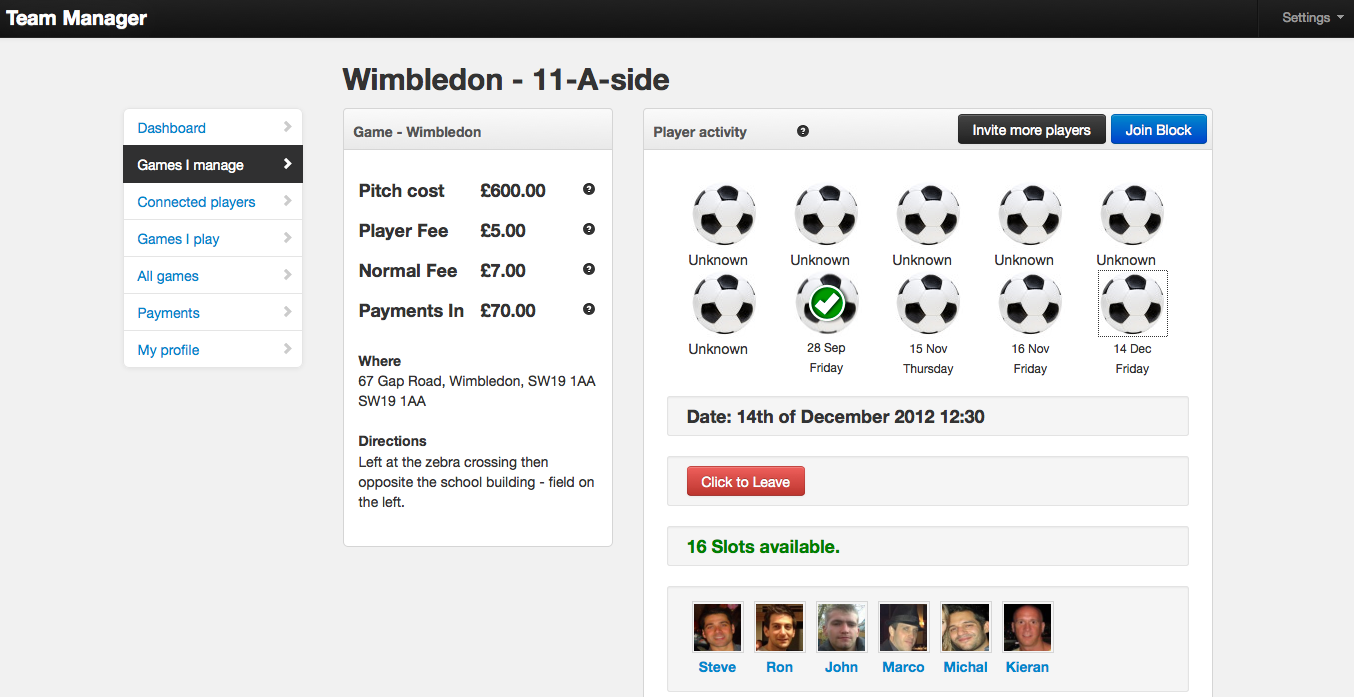 Team Manager
Settings
Wimbledon - 11-A-side
Dashboard
Games I manage
Connected players
Games I play
All games
Payments
My profile
Game - Wimbledon
Pitch cost £600.00 ?
Player Fee £5.00 ?
Normal Fee £7.00 ?
Payments In £70.00 ?
Where
67 Gap Road, Wimbledon, SW19 1AA
SW19 1AA
Directions
Left at the zebra crossing then
opposite the school building - field on
the left.
Player activity ?
Invite more players
Join Block
Unknown Unknown Unknown Unknown Unknown
Unknown 28 Sep 15 Nov 16 Nov 14 Dec
Friday Thursday Friday Friday
Date: 14th of December 2012 12:30
Click to Leave
16 Slots available.
Steve Ron John Marco Michal Kieran